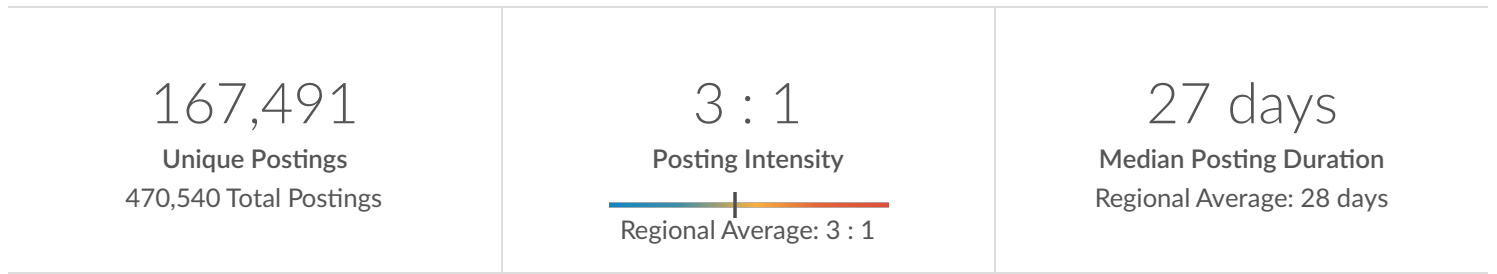 167,491
Unique Postings
470,540 Total Postings
3 : 1
Posting Intensity
Regional Average: 3 : 1
27 days
Median Posting Duration
Regional Average: 28 days